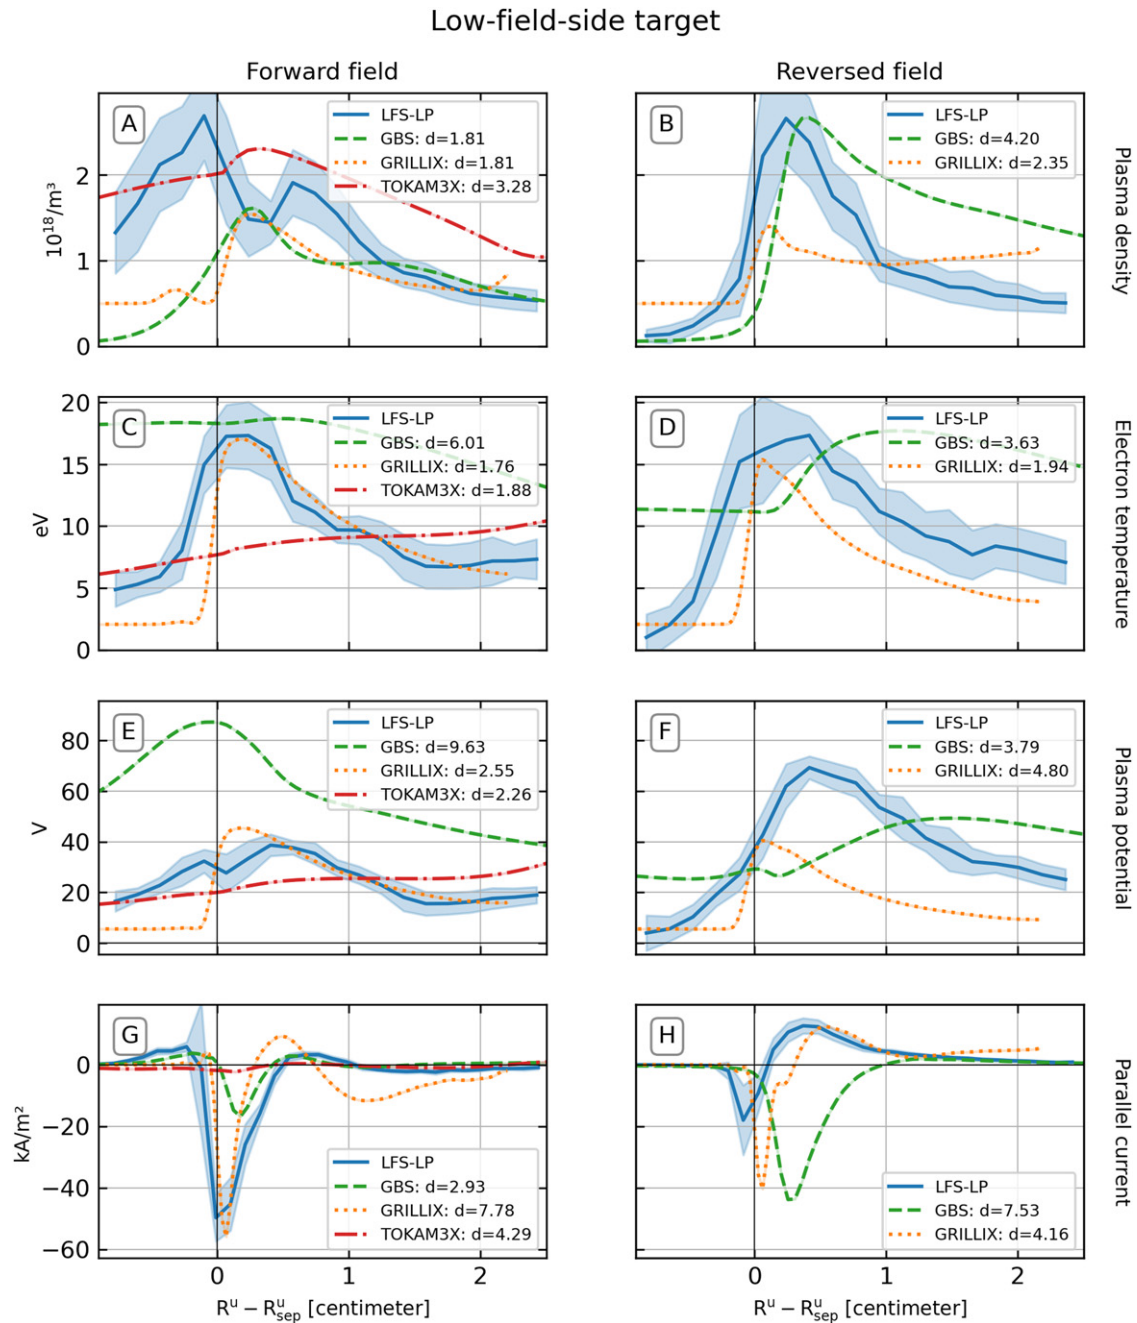 Low-field-side target
Forward field
Reversed field
A
LFS-LP
GBS: d=1.81
GRILLIX: d=1.81
TOKAM3X: d=3.28
10¹⁸/m³
2
1
0
B
LFS-LP
GBS: d=4.20
GRILLIX: d=2.35
Plasma density
C
LFS-LP
GBS: d=6.01
GRILLIX: d=1.76
TOKAM3X: d=1.88
eV
20
15
10
5
0
D
LFS-LP
GBS: d=3.63
GRILLIX: d=1.94
Electron temperature
E
LFS-LP
GBS: d=9.63
GRILLIX: d=2.55
TOKAM3X: d=2.26
V
80
60
40
20
0
F
LFS-LP
GBS: d=3.79
GRILLIX: d=4.80
Plasma potential
G
LFS-LP
GBS: d=2.93
GRILLIX: d=7.78
TOKAM3X: d=4.29
kA/m²
0
−20
−40
−60
H
LFS-LP
GBS: d=7.53
GRILLIX: d=4.16
Parallel current
0 1 2
0 1 2
Rᵘ − Rᵘsep [centimeter]
Rᵘ − Rᵘsep [centimeter]